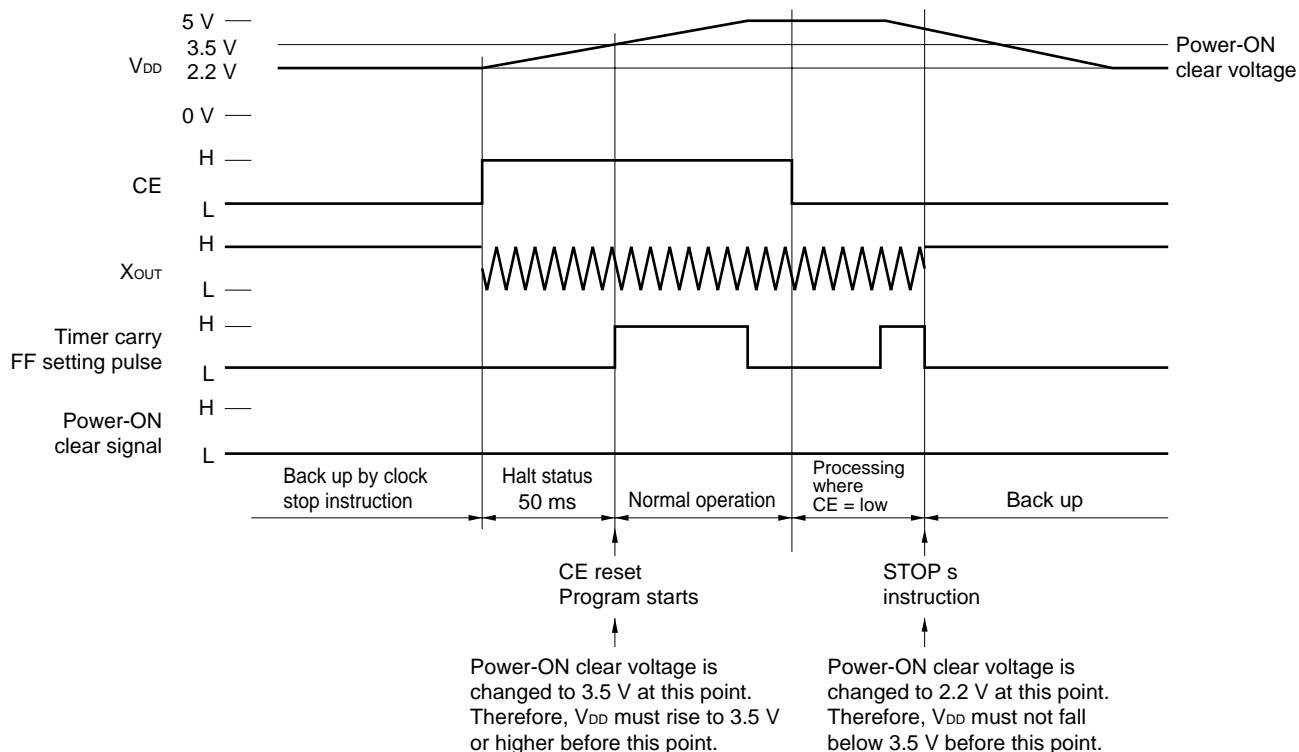 5 V
3.5 V
VDD 2.2 V
0 V
Power-ON
clear voltage
H
CE
L
H
XOUT
L
H
Timer carry
FF setting pulse
L
H
Power-ON
clear signal
L
Back up by clock
stop instruction
Halt status
50 ms
Normal operation
Processing
where
CE = low
Back up
CE reset
Program starts
STOP s
instruction
Power-ON clear voltage is
changed to 3.5 V at this point.
Therefore, VDD must rise to 3.5 V
or higher before this point.
Power-ON clear voltage is
changed to 2.2 V at this point.
Therefore, VDD must not fall
below 3.5 V before this point.